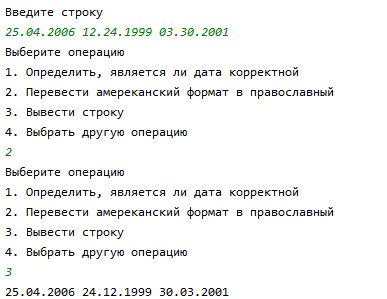 Введите строку
25.04.2006 12.24.1999 03.30.2001
Выберите операцию
1. Определить, является ли дата корректной
2. Перевести американский формат в православный
3. Вывести строку
4. Выбрать другую операцию
2
Выберите операцию
1. Определить, является ли дата корректной
2. Перевести американский формат в православный
3. Вывести строку
4. Выбрать другую операцию
3
25.04.2006 24.12.1999 30.03.2001